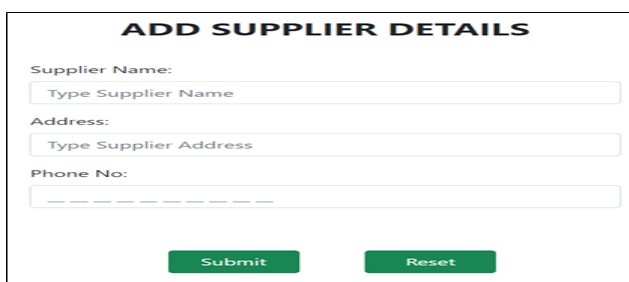 ADD SUPPLIER DETAILS
Supplier Name:
Type Supplier Name
Address:
Type Supplier Address
Phone No:
_ _ _ _ _ _ _ _ _ _
Submit Reset